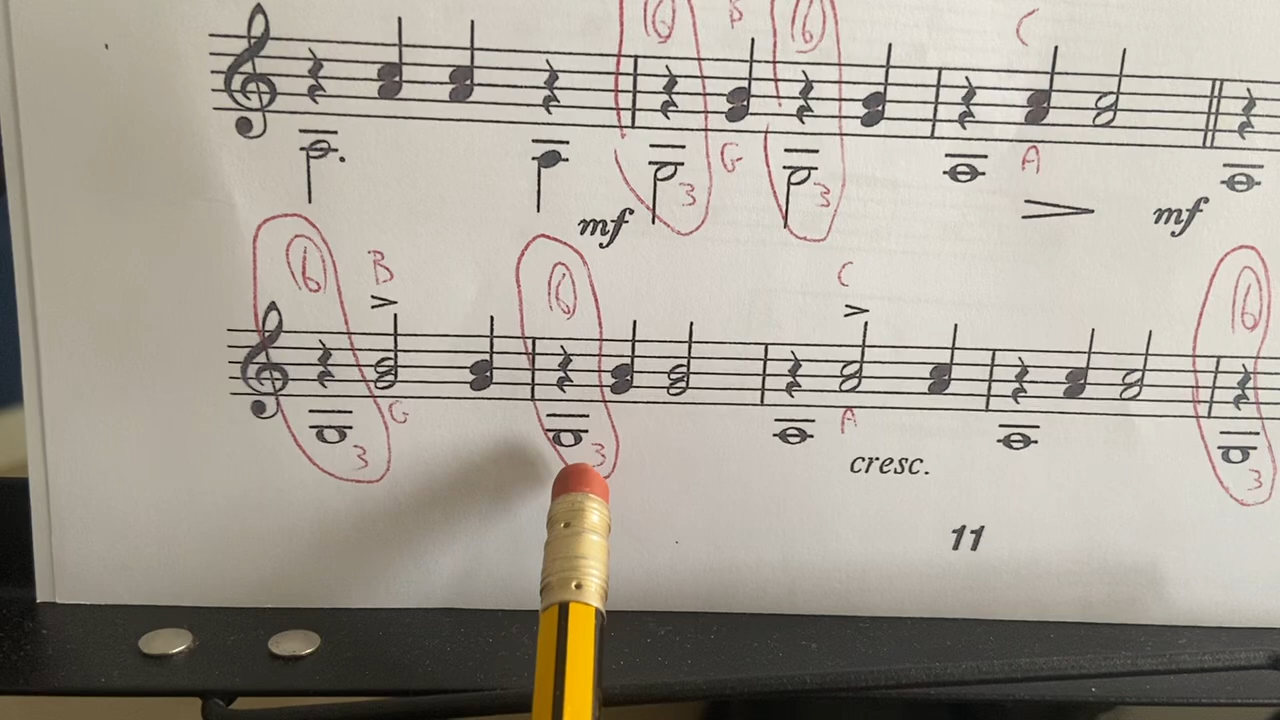 6 B 6 C
3 G 3 A
mf mf
6 B 6 C 6
>  >
3 G 3 A 3
cresc.
11